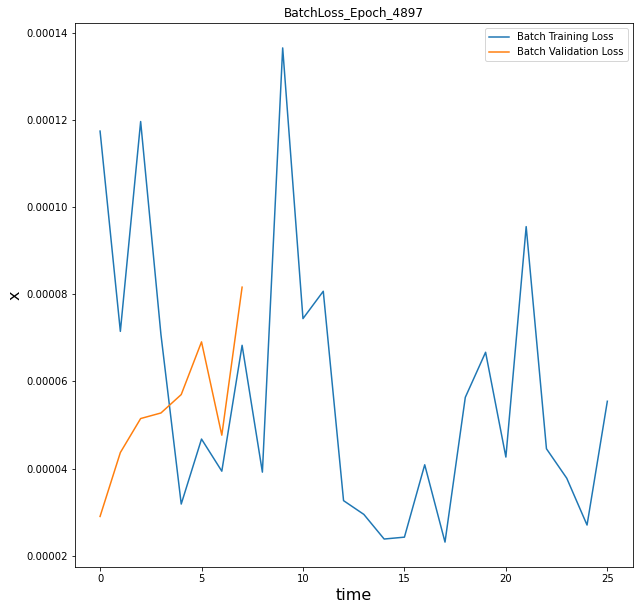 BatchLoss_Epoch_4897
Batch Training Loss
Batch Validation Loss
0.00014
0.00012
0.00010
0.00008
0.00006
0.00004
0.00002
x
0 5 10 15 20 25
time